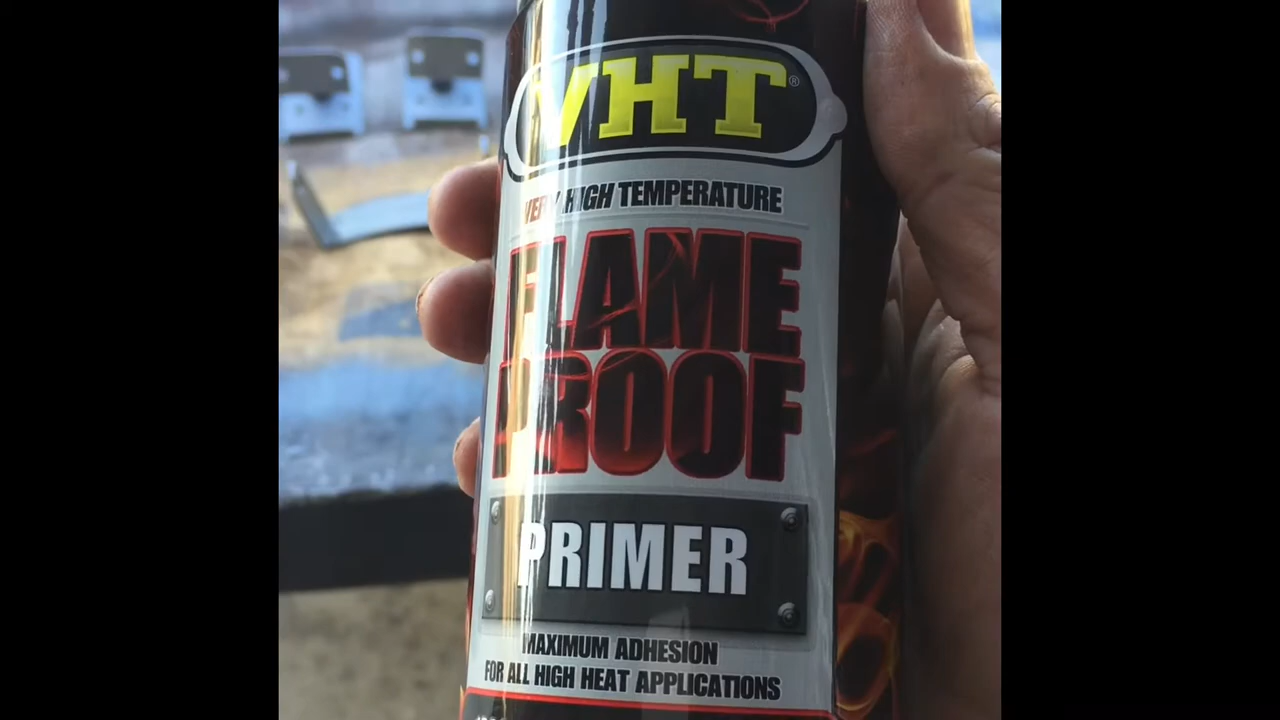 VHT®
VERY HIGH TEMPERATURE
FLAME
PROOF
PRIMER
MAXIMUM ADHESION
FOR ALL HIGH HEAT APPLICATIONS